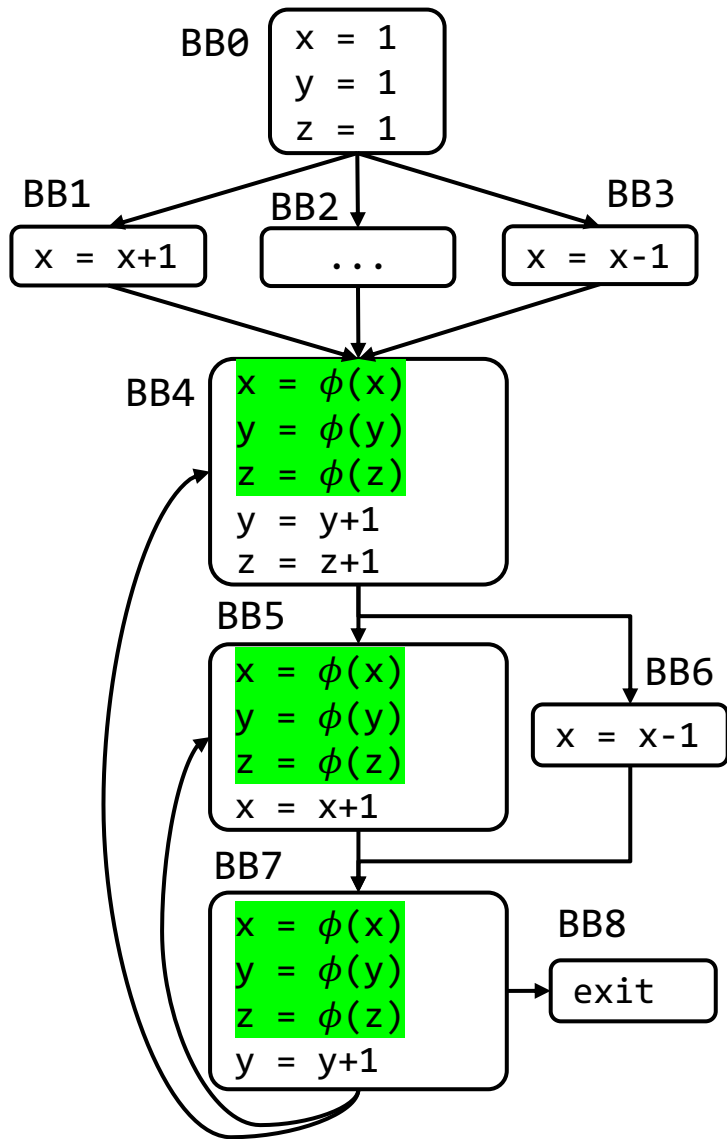 BB0
x = 1
y = 1
z = 1
BB1
BB2
BB3
x = x+1
...
x = x-1
BB4
x = ϕ(x)
y = ϕ(y)
z = ϕ(z)
y = y+1
z = z+1
BB5
x = ϕ(x)
y = ϕ(y)
z = ϕ(z)
x = x+1
BB6
x = x-1
BB7
x = ϕ(x)
y = ϕ(y)
z = ϕ(z)
y = y+1
BB8
exit